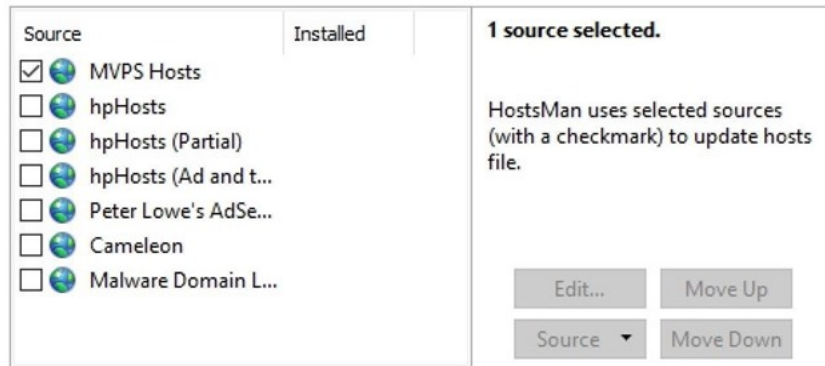 Source Installed
MVPS Hosts
hpHosts
hpHosts (Partial)
hpHosts (Ad and t...
Peter Lowe's AdSe...
Cameleon
Malware Domain L...
1 source selected.
HostsMan uses selected sources
(with a checkmark) to update hosts
file.
Edit... Move Up
Source Move Down